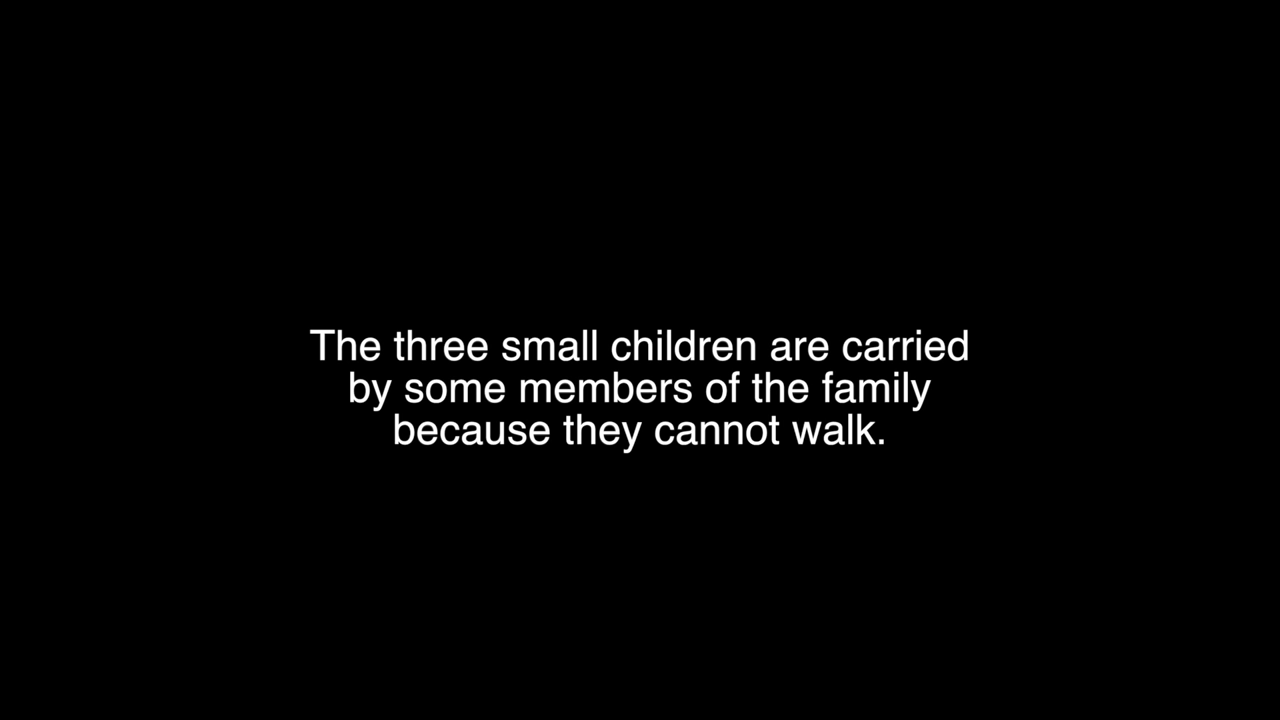 The three small children are carried
by some members of the family
because they cannot walk.